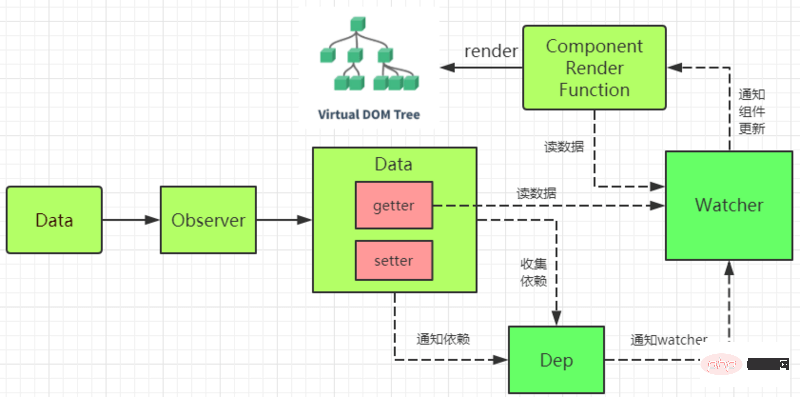 render
Component
Render
Function
Virtual DOM Tree
通知
组件
更新
读数据
Data
getter
读数据
setter
Data
Observer
Watcher
收集
依赖
通知依赖
Dep
通知watcher
php